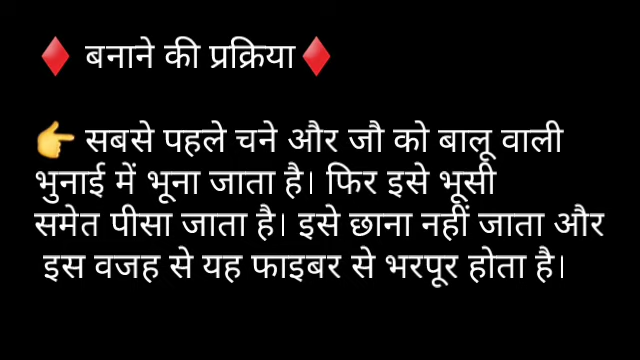 ♦️ बनाने की प्रक्रिया♦️
👉 सबसे पहले चने और जौ को बालू वाली
भुनाई में भूना जाता है। फिर इसे भूसी
समेत पीसा जाता है। इसे छाना नहीं जाता और
इस वजह से यह फाइबर से भरपूर होता है।